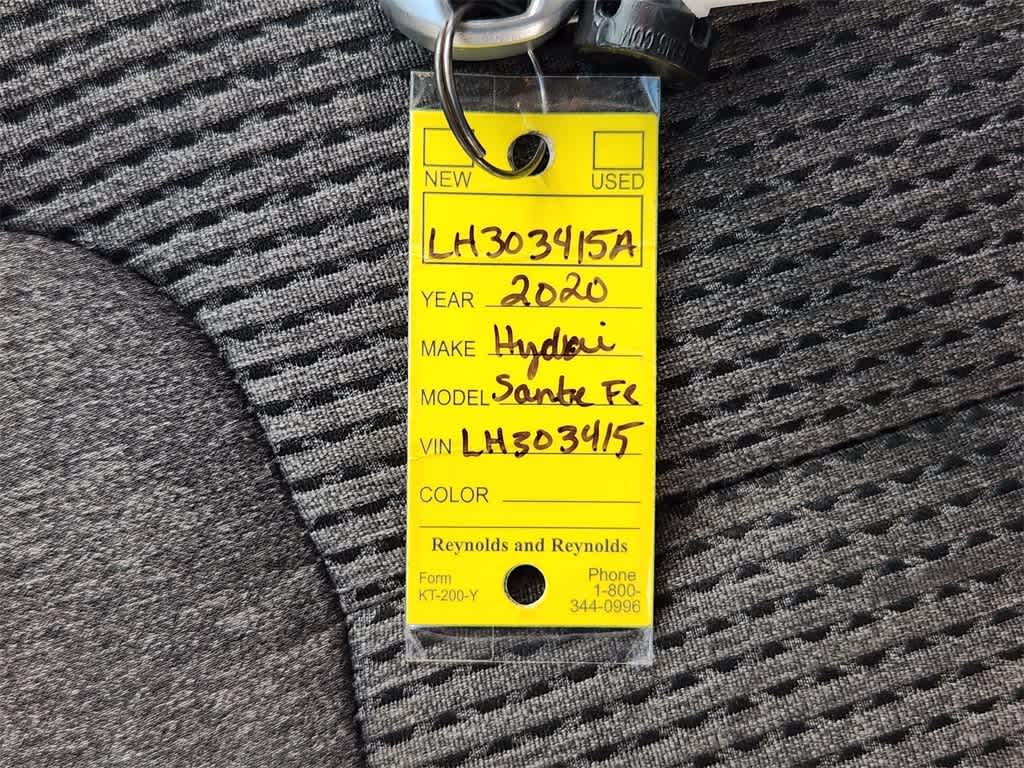 NEW USED
LH303415A
YEAR 2020
MAKE Hydai
MODEL Sante Fe
VIN LH303415
COLOR
Reynolds and Reynolds
Form Phone
KT-200-Y 1-800-
344-0996